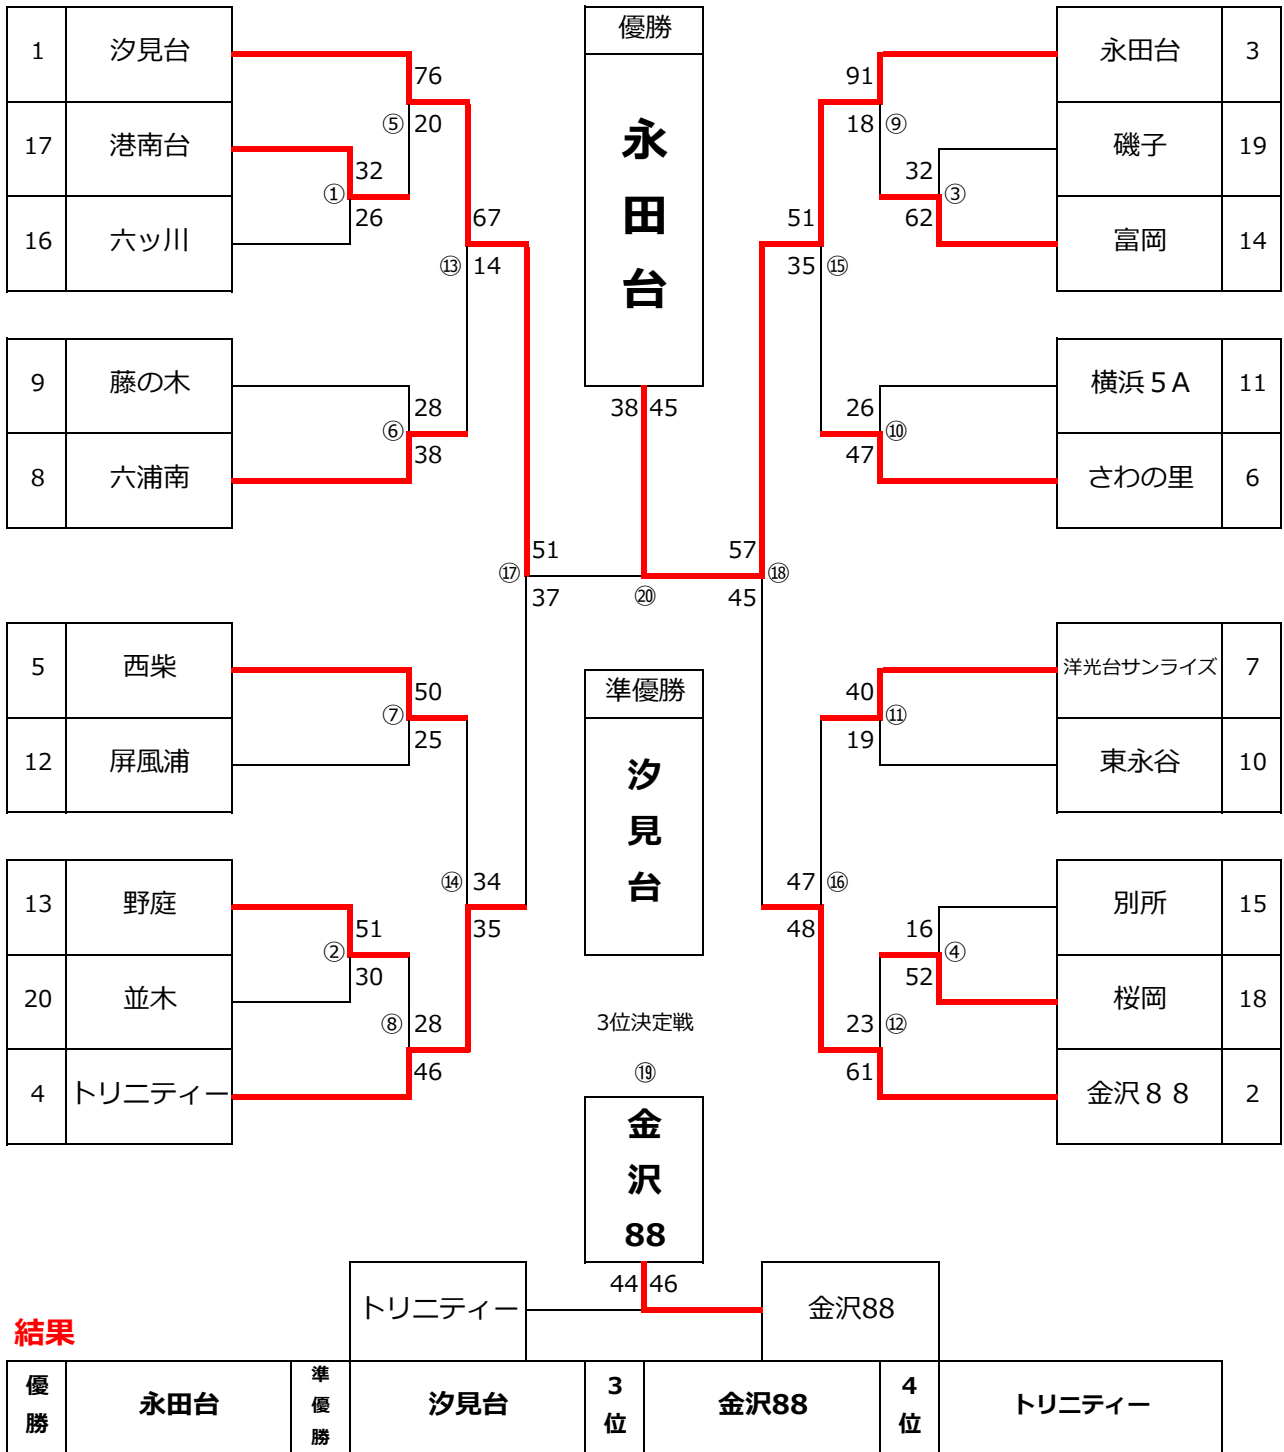 1 汐見台
17 港南台
16 六ッ川
9 藤の木
8 六浦南
5 西柴
12 屏風浦
13 野庭
20 並木
4 トリニティー
76
⑤ 20
32
①
26
67
⑬ 14
28
⑥
38
51
⑰
37
50
⑦
25
⑭ 34
35
51
②
30
⑧ 28
46
優勝
永田台
38 45
⑳
準優勝
汐見台
3位決定戦
⑲
金沢88
44 46
トリニティー
金沢88
91
18 ⑨
32
③
62
51
35 ⑮
26
⑩
47
57
⑱
45
40
⑪
19
47 ⑯
48
16
④
52
23 ⑫
61
永田台 3
磯子 19
富岡 14
横浜5A 11
さわの里 6
洋光台サンライズ 7
東永谷 10
別所 15
桜岡 18
金沢88 2
結果
優勝 永田台 準優勝 汐見台 3位 金沢88 4位 トリニティー